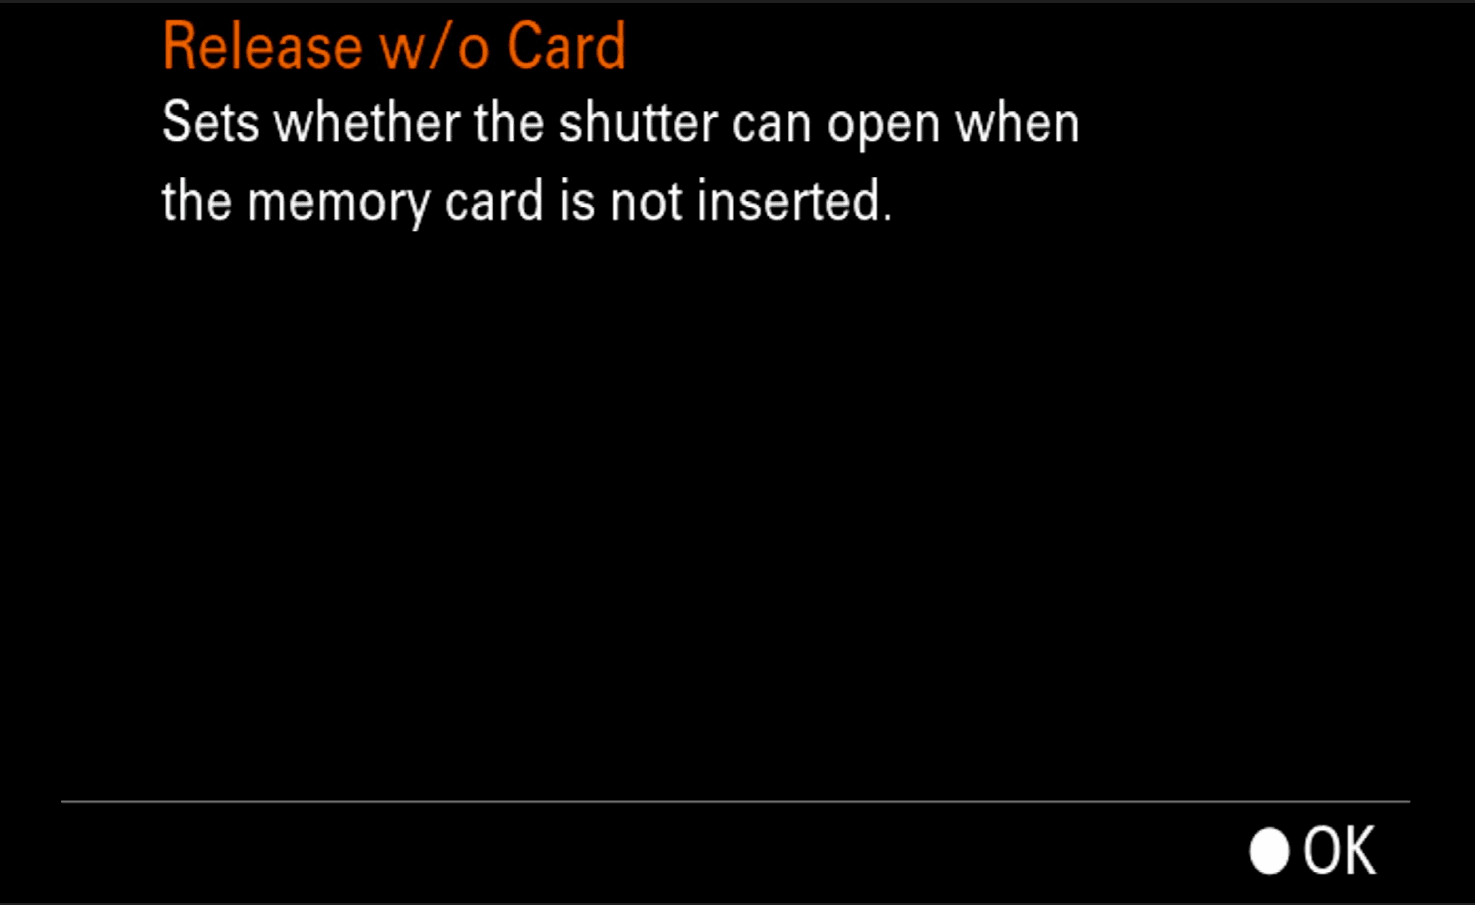 Release w/o Card
Sets whether the shutter can open when
the memory card is not inserted.
OK